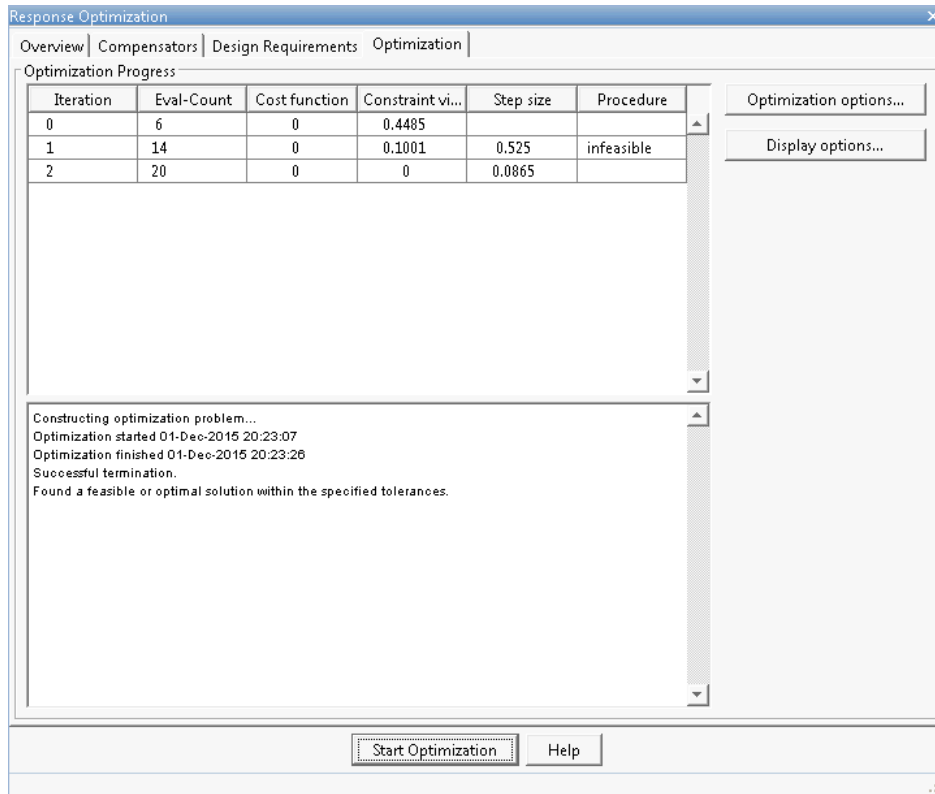 Response Optimization
Overview Compensators Design Requirements Optimization
Optimization Progress
Iteration Eval-Count Cost function Constraint vi... Step size Procedure
0 6 0 0.4485
1 14 0 0.1001 0.525 infeasible
2 20 0 0 0.0865
Optimization options...
Display options...
Constructing optimization problem...
Optimization started 01-Dec-2015 20:23:07
Optimization finished 01-Dec-2015 20:23:26
Successful termination.
Found a feasible or optimal solution within the specified tolerances.
Start Optimization Help